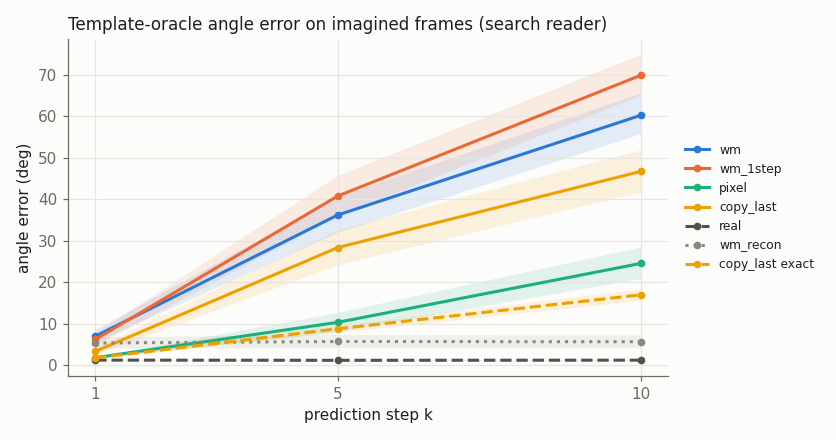 Template-oracle angle error on imagined frames (search reader)
angle error (deg)
70
60
50
40
30
20
10
0
1
5
10
prediction step k
wm
wm_1step
pixel
copy_last
real
wm_recon
copy_last exact